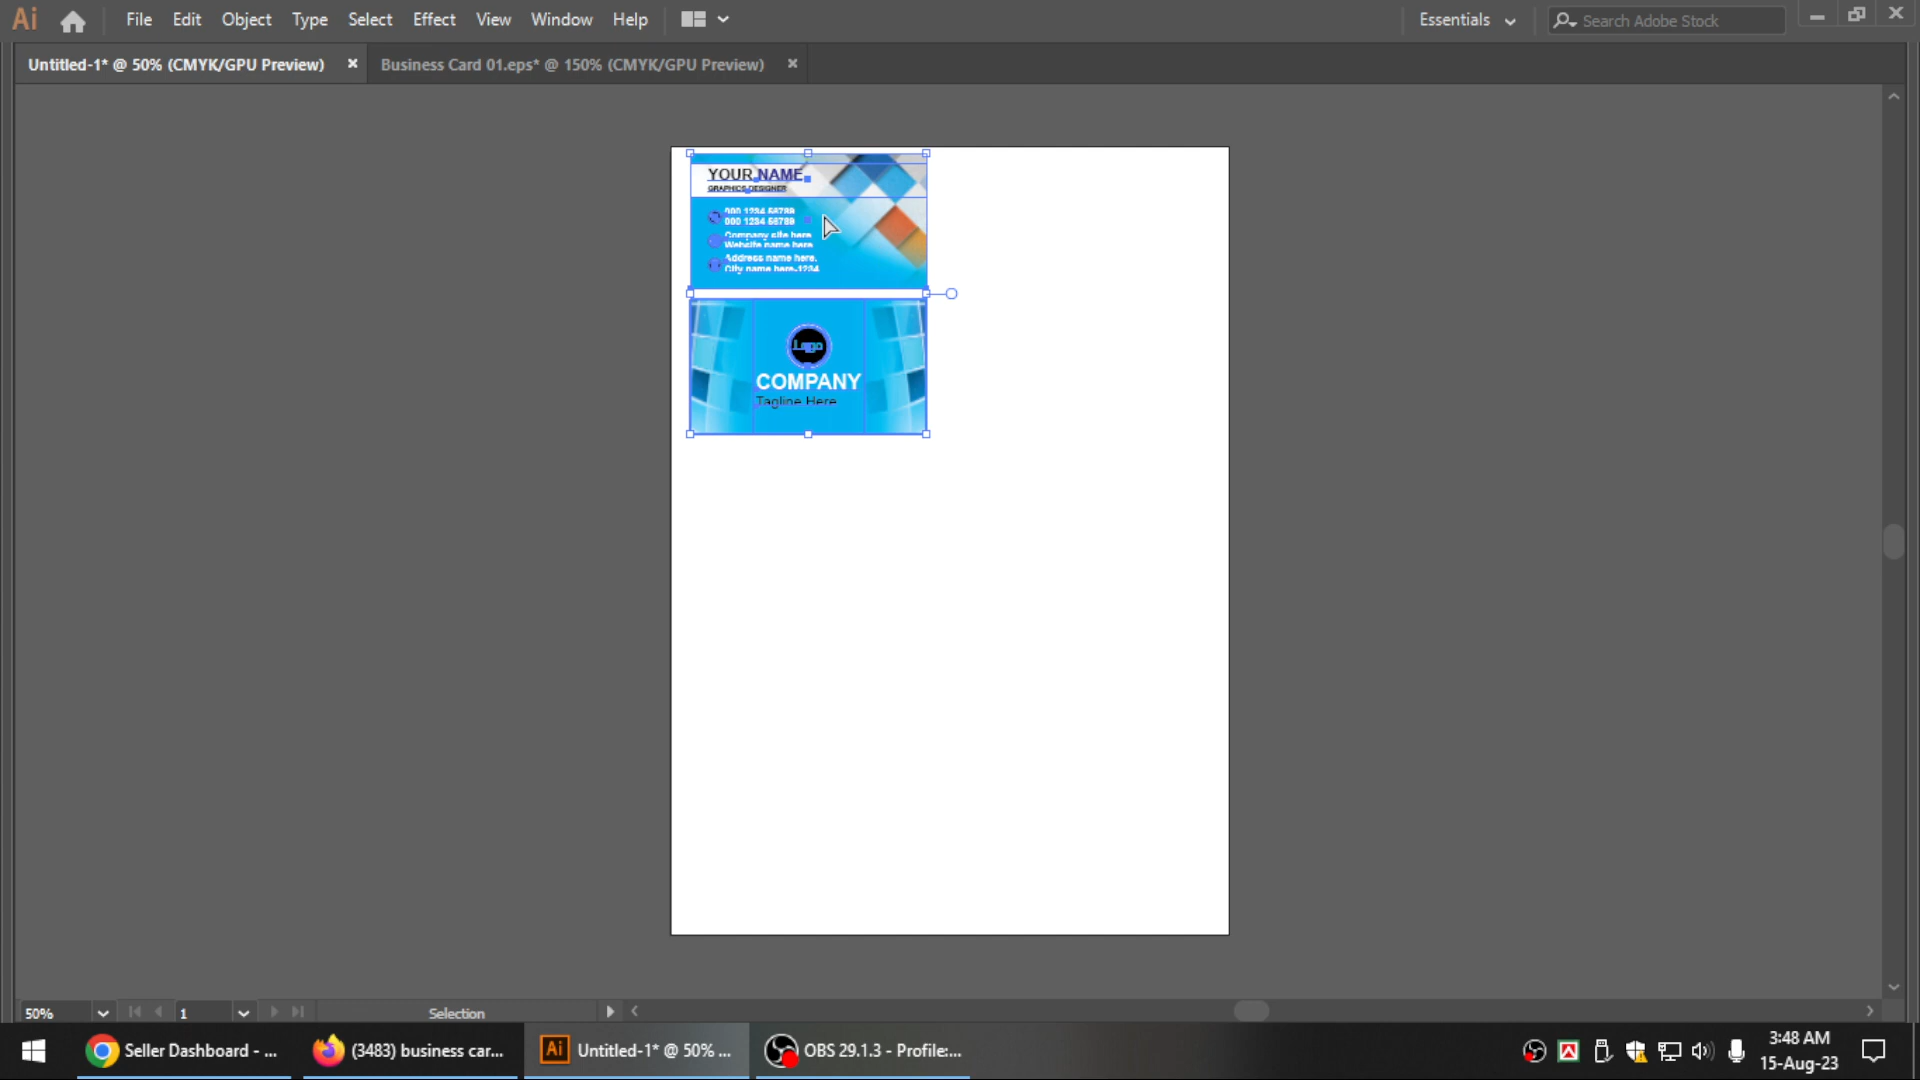 Ai File Edit Object Type Select Effect View Window Help Essentials Search Adobe Stock
Untitled-1* @ 50% (CMYK/GPU Preview) × Business Card 01.eps* @ 150% (CMYK/GPU Preview) ×
YOUR NAME
GRAPHICS DESIGNER
000 1234 56789
000 1234 56789
Company site here
Website name here
Address name here.
City name here-1234
Logo
COMPANY
Tagline Here
50% 1 Selection
Seller Dashboard - ... (3483) business car... Ai Untitled-1* @ 50% ... OBS 29.1.3 - Profile:... 3:48 AM
15-Aug-23